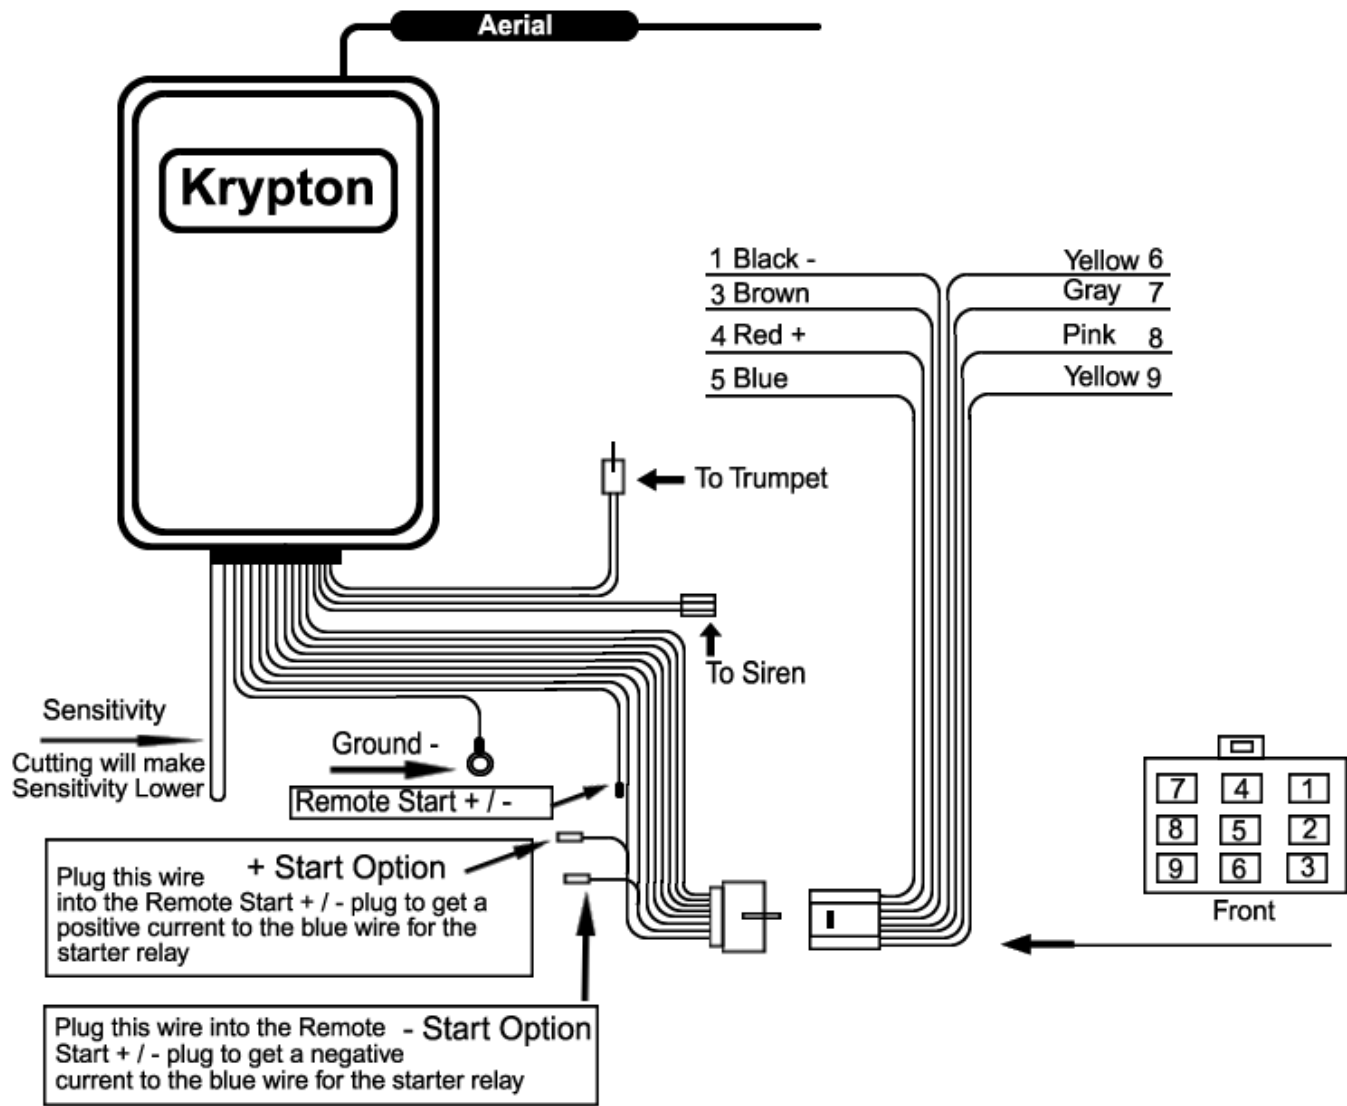 Aerial
Krypton
1 Black -
3 Brown
4 Red +
5 Blue
Yellow 6
Gray 7
Pink 8
Yellow 9
To Trumpet
To Siren
Sensitivity
Cutting will make
Sensitivity Lower
Ground -
Remote Start + / -
+ Start Option
Plug this wire
into the Remote Start + / - plug to get a
positive current to the blue wire for the
starter relay
Plug this wire into the Remote - Start Option
Start + / - plug to get a negative
current to the blue wire for the starter relay
7 4 1
8 5 2
9 6 3
Front